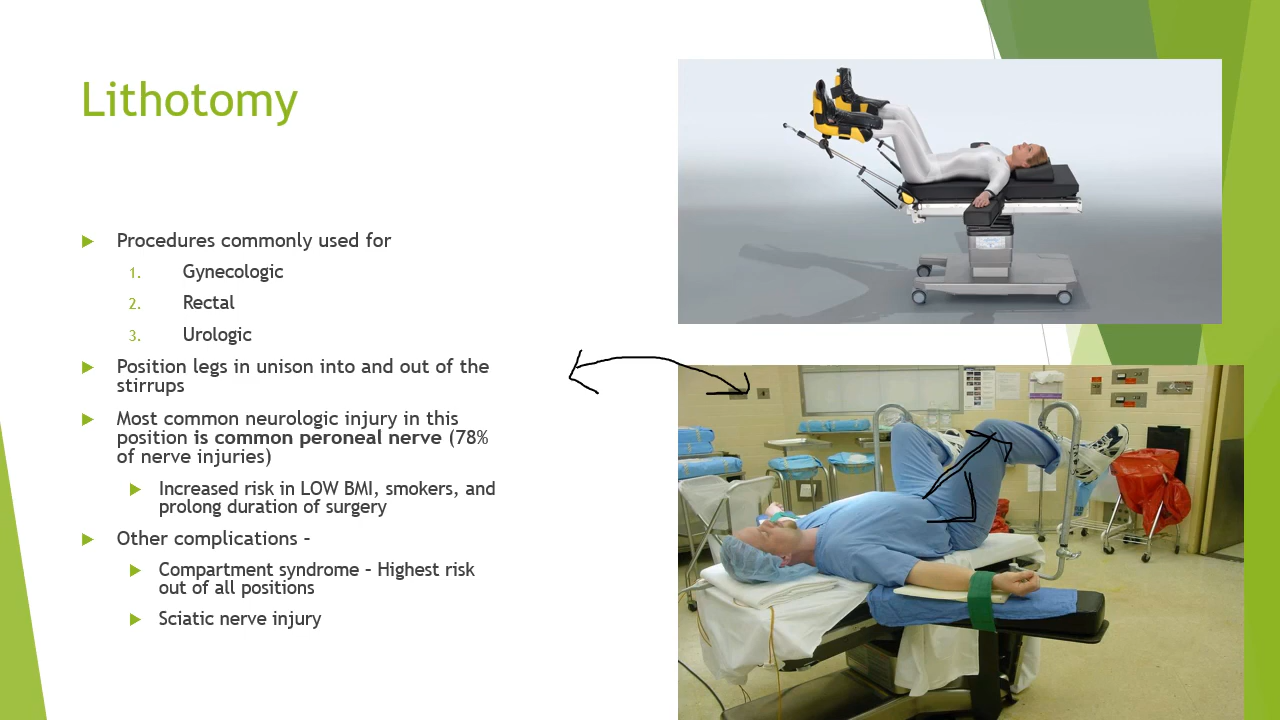 Lithotomy
Procedures commonly used for
1. Gynecologic
2. Rectal
3. Urologic
Position legs in unison into and out of the
stirrups
Most common neurologic injury in this
position is common peroneal nerve (78%
of nerve injuries)
Increased risk in LOW BMI, smokers, and
prolong duration of surgery
Other complications –
Compartment syndrome – Highest risk
out of all positions
Sciatic nerve injury